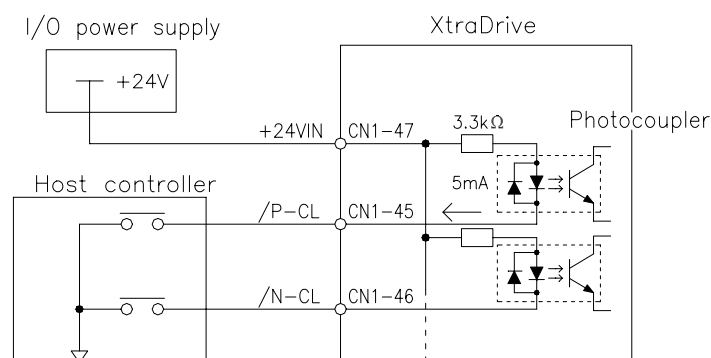 I/O power supply
XtraDrive
+24V
+24VIN
CN1-47
3.3kΩ
Photocoupler
Host controller
5mA
/P-CL
CN1-45
/N-CL
CN1-46